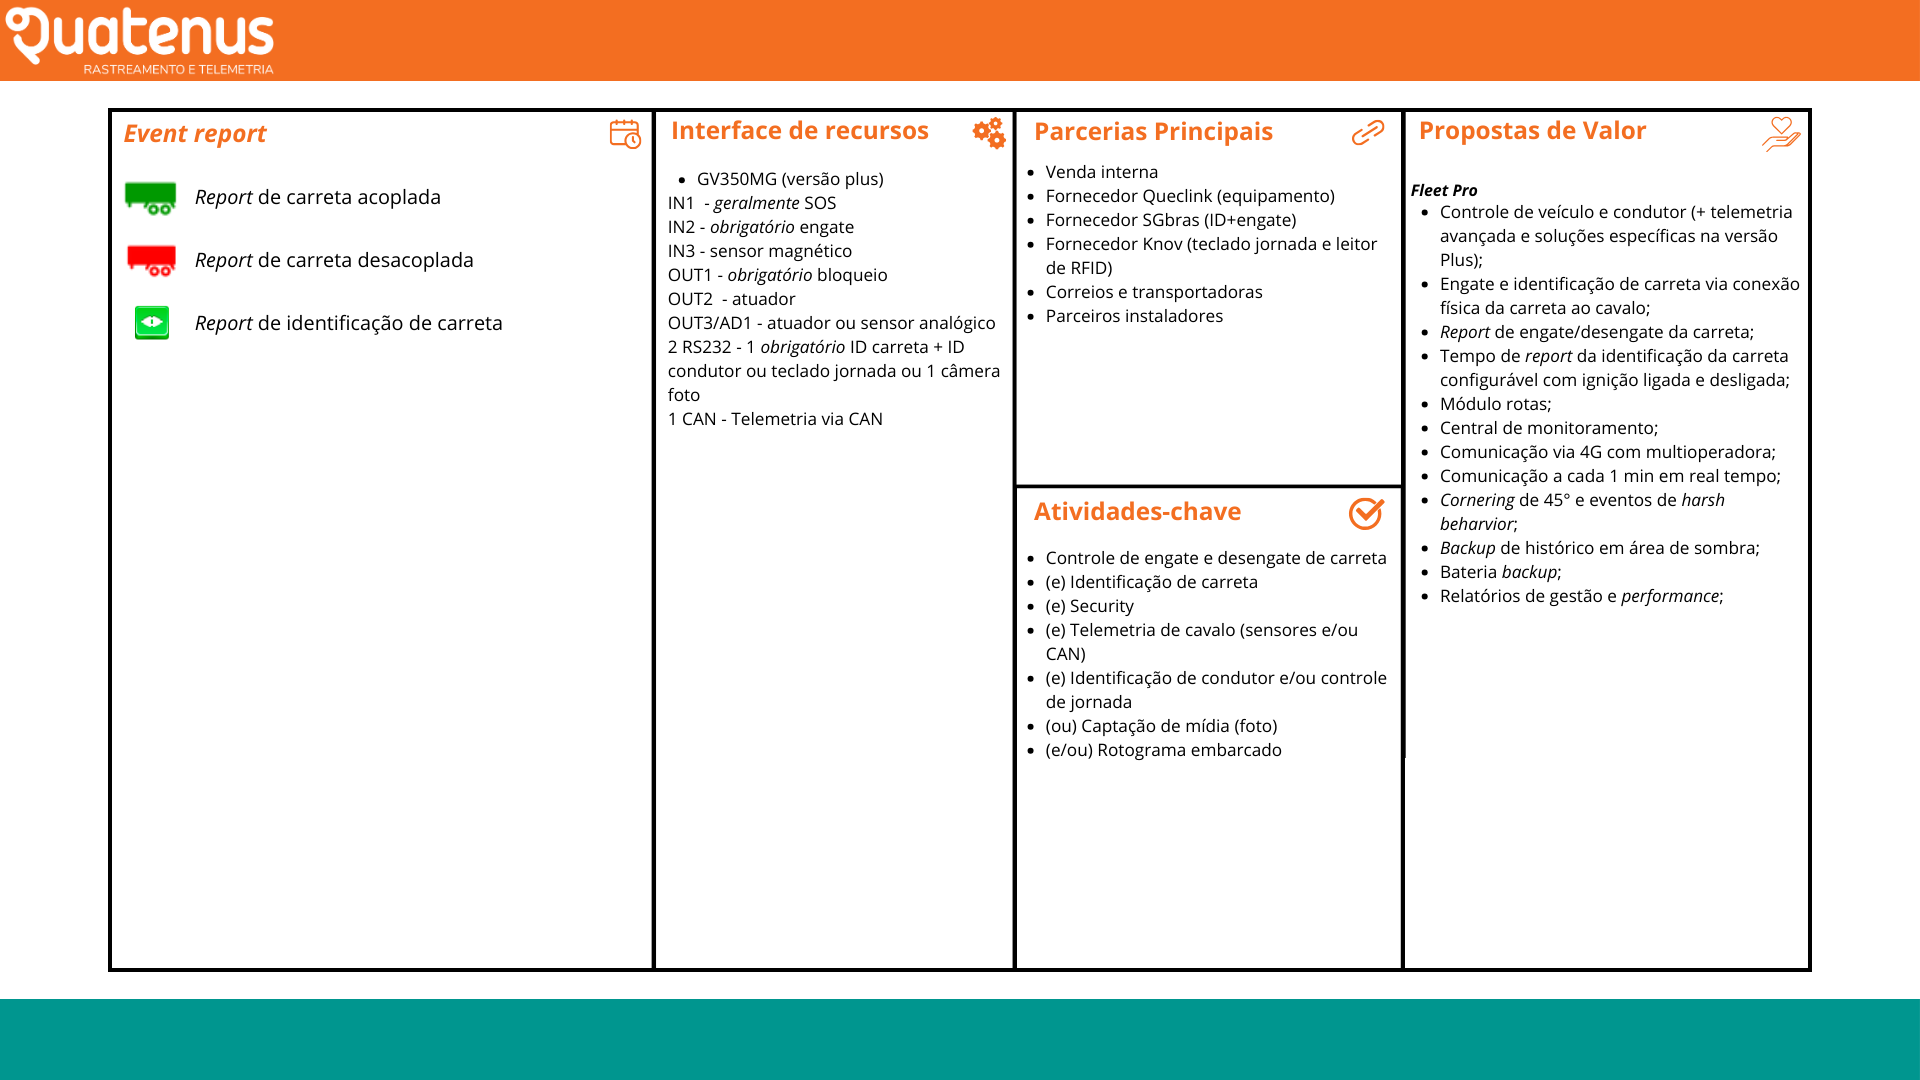 Quatenus
RASTREAMENTO E TELEMETRIA
Event report
Report de carreta acoplada
Report de carreta desacoplada
Report de identificação de carreta
Interface de recursos
• GV350MG (versão plus)
IN1 - geralmente SOS
IN2 - obrigatório engate
IN3 - sensor magnético
OUT1 - obrigatório bloqueio
OUT2 - atuador
OUT3/AD1 - atuador ou sensor analógico
2 RS232 - 1 obrigatório ID carreta + ID
condutor ou teclado jornada ou 1 câmera
foto
1 CAN - Telemetria via CAN
Parcerias Principais
• Venda interna
• Fornecedor Queclink (equipamento)
• Fornecedor SGbras (ID+engate)
• Fornecedor Knov (teclado jornada e leitor
de RFID)
• Correios e transportadoras
• Parceiros instaladores
Atividades-chave
• Controle de engate e desengate de carreta
• (e) Identificação de carreta
• (e) Security
• (e) Telemetria de cavalo (sensores e/ou
CAN)
• (e) Identificação de condutor e/ou controle
de jornada
• (ou) Captação de mídia (foto)
• (e/ou) Rotograma embarcado
Propostas de Valor
Fleet Pro
• Controle de veículo e condutor (+ telemetria
avançada e soluções específicas na versão
Plus);
• Engate e identificação de carreta via conexão
física da carreta ao cavalo;
• Report de engate/desengate da carreta;
• Tempo de report da identificação da carreta
configurável com ignição ligada e desligada;
• Módulo rotas;
• Central de monitoramento;
• Comunicação via 4G com multioperadora;
• Comunicação a cada 1 min em real tempo;
• Cornering de 45° e eventos de harsh
beharvior;
• Backup de histórico em área de sombra;
• Bateria backup;
• Relatórios de gestão e performance;